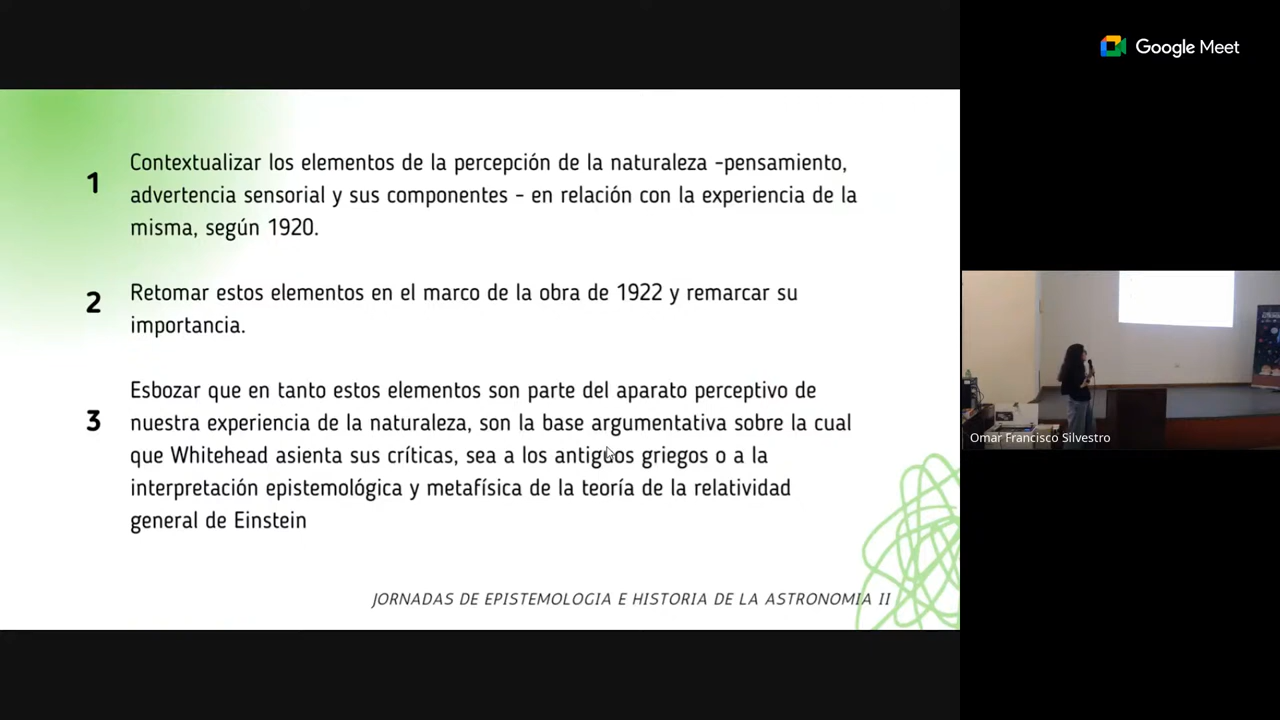 Google Meet
1
Contextualizar los elementos de la percepción de la naturaleza -pensamiento,
advertencia sensorial y sus componentes - en relación con la experiencia de la
misma, según 1920.
2
Retomar estos elementos en el marco de la obra de 1922 y remarcar su
importancia.
3
Esbozar que en tanto estos elementos son parte del aparato perceptivo de
nuestra experiencia de la naturaleza, son la base argumentativa sobre la cual
que Whitehead asienta sus críticas, sea a los antiguos griegos o a la
interpretación epistemológica y metafísica de la teoría de la relatividad
general de Einstein
JORNADAS DE EPISTEMOLOGIA E HISTORIA DE LA ASTRONOMIA II
Omar Francisco Silvestro